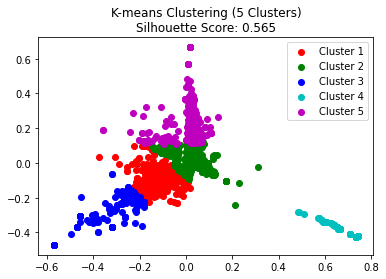 K-means Clustering (5 Clusters)
Silhouette Score: 0.565
Cluster 1
Cluster 2
Cluster 3
Cluster 4
Cluster 5
0.6
0.4
0.2
0.0
−0.2
−0.4
−0.6 −0.4 −0.2 0.0 0.2 0.4 0.6 0.8